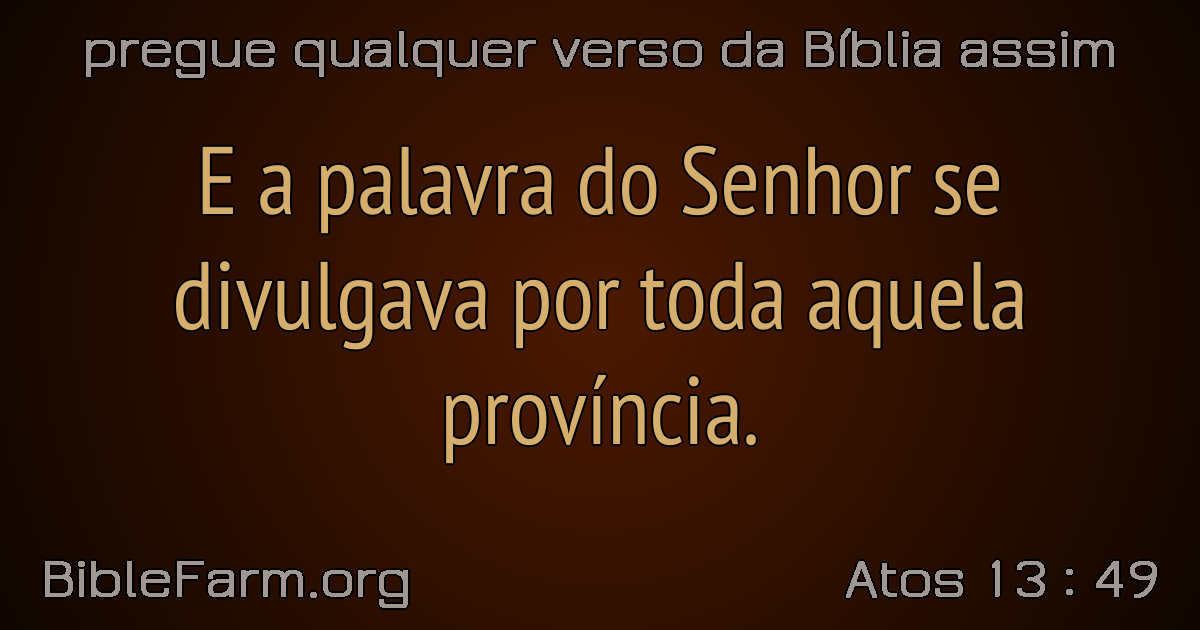 pregue qualquer verso da Bíblia assim
E a palavra do Senhor se
divulgava por toda aquela
província.
BibleFarm.org
Atos 13 : 49